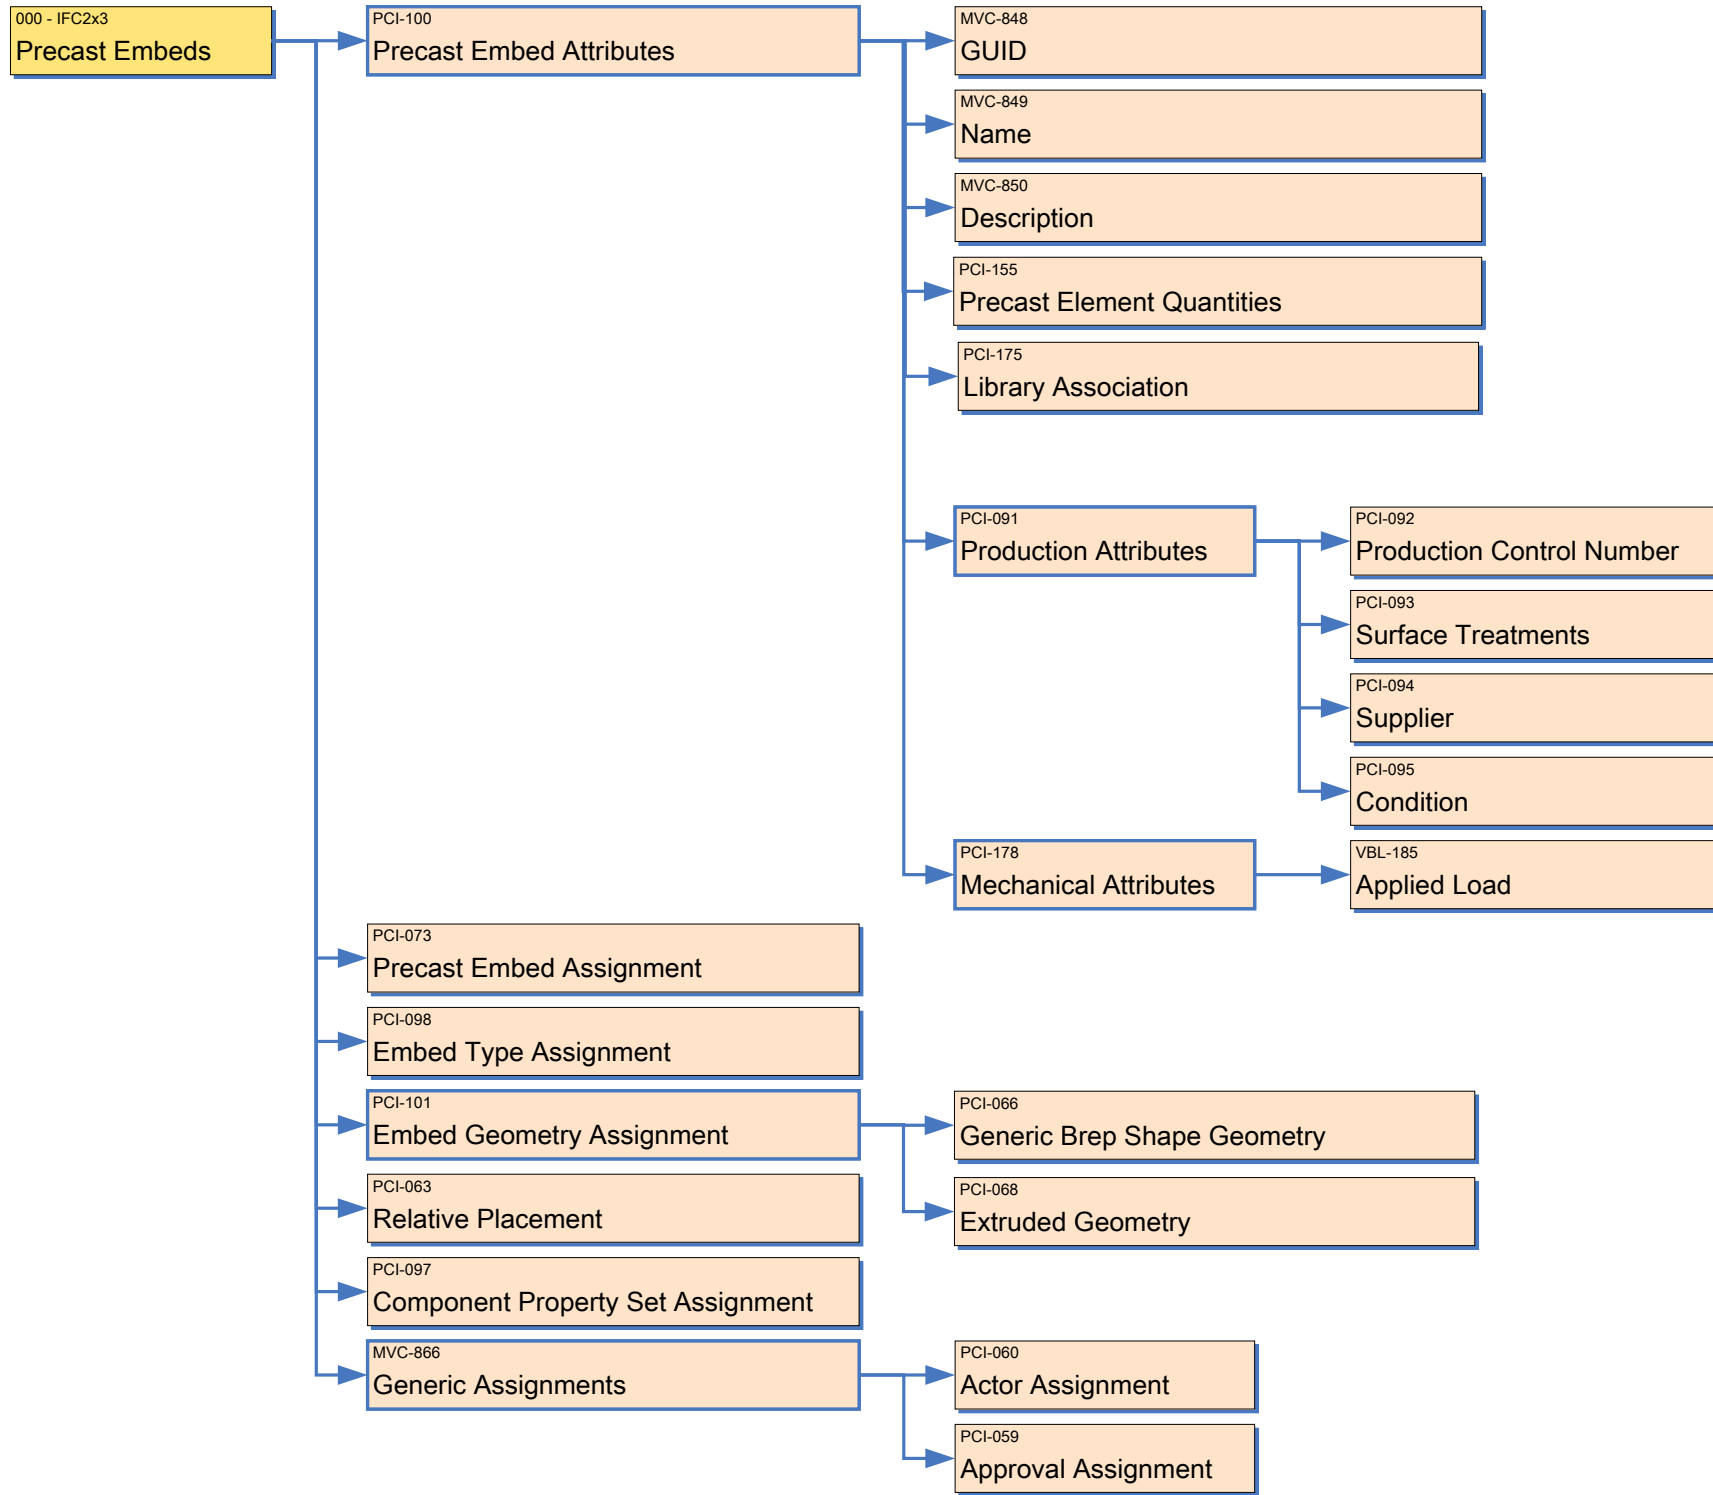 000 - IFC2x3
Precast Embeds
PCI-100
Precast Embed Attributes
MVC-848
GUID
MVC-849
Name
MVC-850
Description
PCI-155
Precast Element Quantities
PCI-175
Library Association
PCI-091
Production Attributes
PCI-092
Production Control Number
PCI-093
Surface Treatments
PCI-094
Supplier
PCI-095
Condition
PCI-178
Mechanical Attributes
VBL-185
Applied Load
PCI-073
Precast Embed Assignment
PCI-098
Embed Type Assignment
PCI-101
Embed Geometry Assignment
PCI-066
Generic Brep Shape Geometry
PCI-068
Extruded Geometry
PCI-063
Relative Placement
PCI-097
Component Property Set Assignment
MVC-866
Generic Assignments
PCI-060
Actor Assignment
PCI-059
Approval Assignment